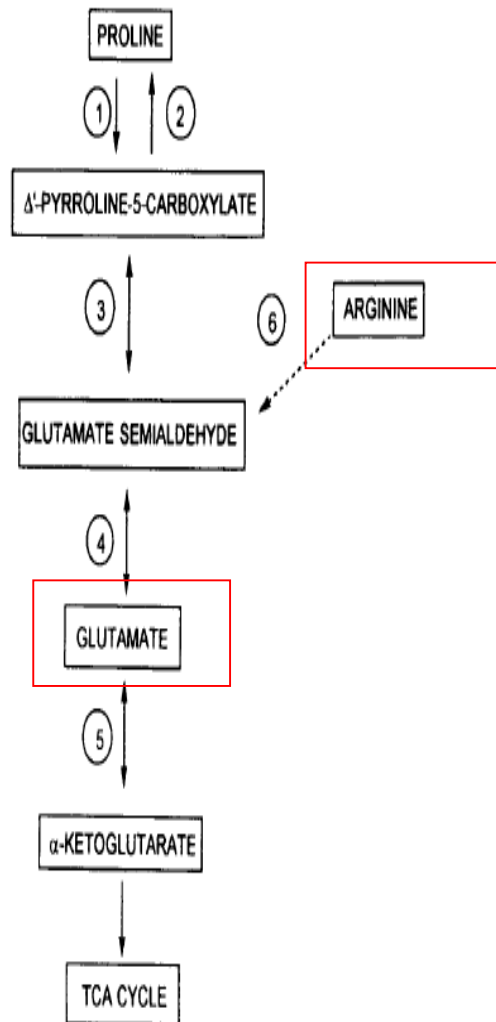 PROLINE
1
2
Δ'-PYRROLINE-5-CARBOXYLATE
3
6
ARGININE
GLUTAMATE SEMIALDEHYDE
4
GLUTAMATE
5
α-KETOGLUTARATE
TCA CYCLE